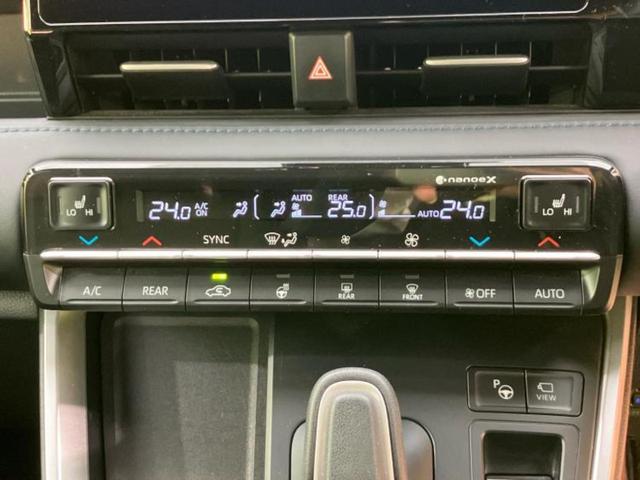 nanoeX
LO HI
24.0 A/C ON AUTO REAR 25.0 AUTO 24.0
LO HI
SYNC
A/C REAR REAR FRONT OFF AUTO
P VIEW